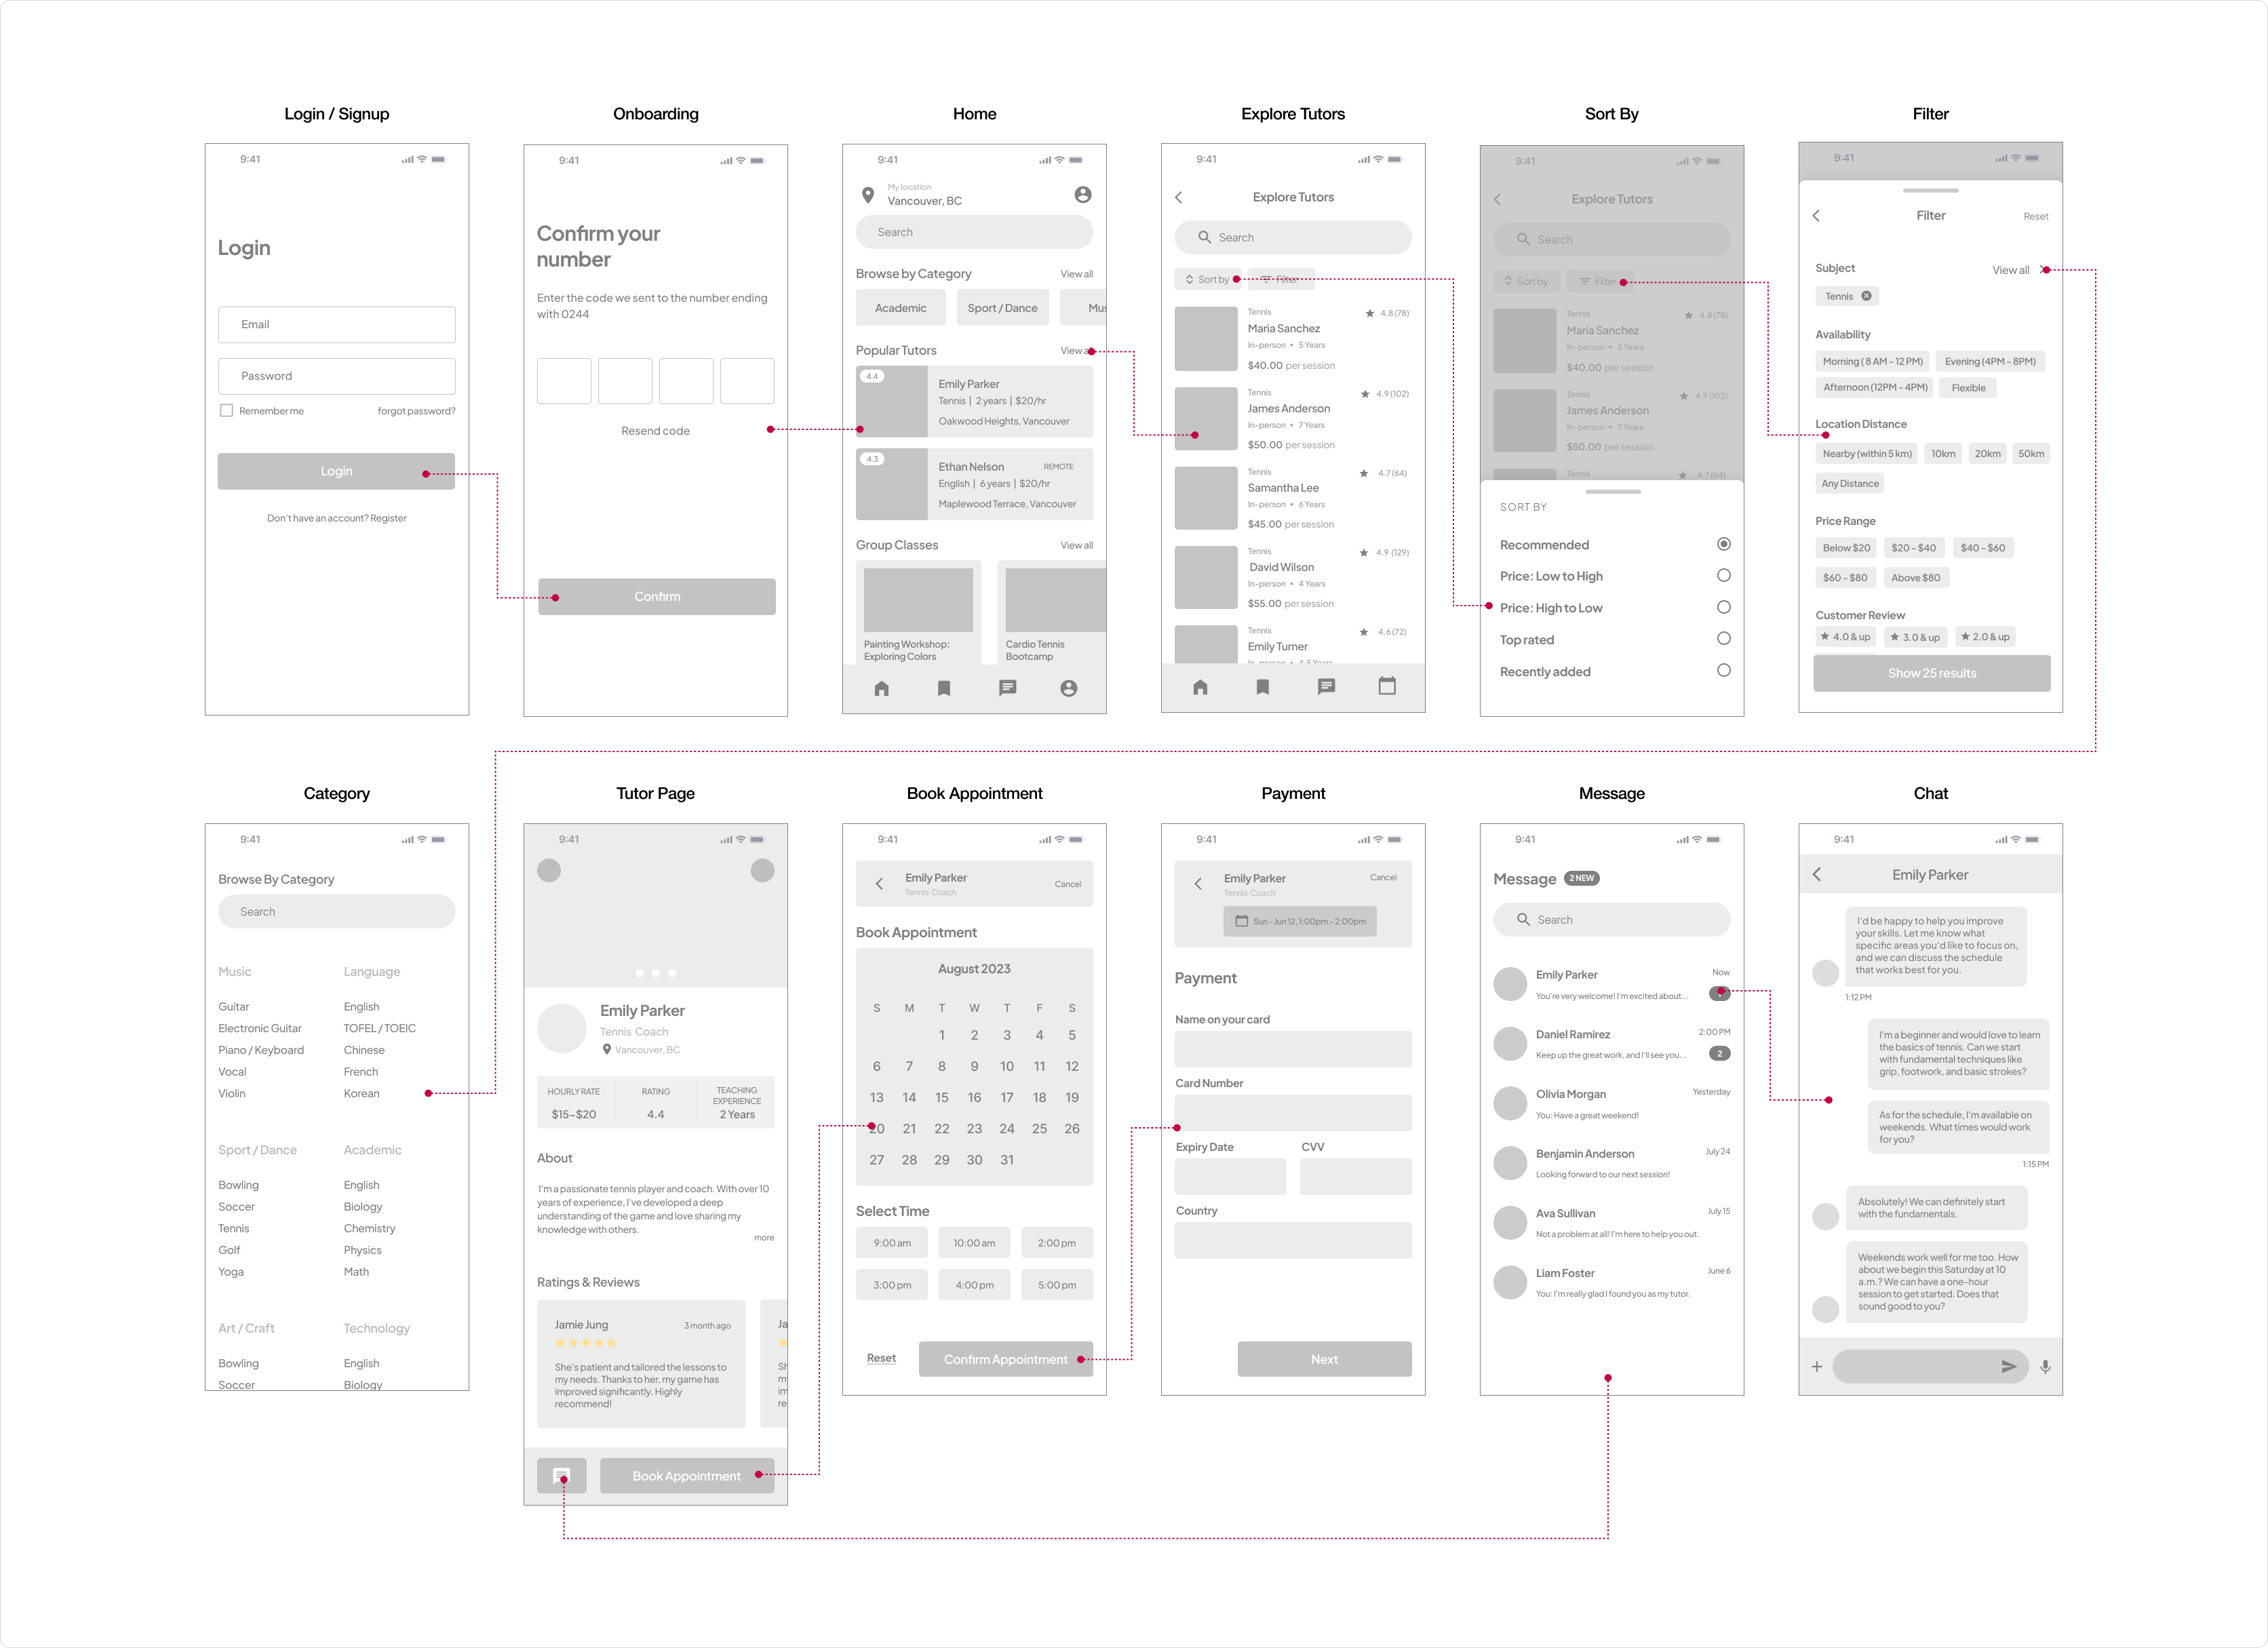 Login / Signup
9:41
Login
Email
Password
Remember me
forgot password?
Login
Don't have an account? Register
Onboarding
9:41
Confirm your
number
Enter the code we sent to the number ending
with 0244
Resend code
Confirm
Home
9:41
My location
Vancouver, BC
Search
Browse by Category
View all
Academic
Sport / Dance
Mus
Popular Tutors
View all
4.4
Emily Parker
Tennis | 2 years | $20/hr
Oakwood Heights, Vancouver
4.3
Ethan Nelson
REMOTE
English | 6 years | $20/hr
Maplewood Terrace, Vancouver
Group Classes
View all
Painting Workshop:
Exploring Colors
Cardio Tennis
Bootcamp
Explore Tutors
9:41
Explore Tutors
Search
Sort by
Filter
Tennis
4.8 (78)
Maria Sanchez
In-person • 5 Years
$40.00 per session
Tennis
4.9 (102)
James Anderson
In-person • 7 Years
$50.00 per session
Tennis
4.7 (64)
Samantha Lee
In-person • 6 Years
$45.00 per session
Tennis
4.9 (129)
David Wilson
In-person • 4 Years
$55.00 per session
Tennis
4.6 (72)
Emily Turner
In-person • 4.5 Years
Sort By
9:41
Explore Tutors
Search
Sort by
Filter
Tennis
4.8 (78)
Maria Sanchez
In-person • 5 Years
$40.00 per session
Tennis
4.9 (102)
James Anderson
In-person • 7 Years
$50.00 per session
Tennis
4.7 (64)
SORT BY
Recommended
Price: Low to High
Price: High to Low
Top rated
Recently added
Filter
9:41
Filter
Reset
Subject
View all
Tennis
Availability
Morning ( 8 AM - 12 PM)
Evening (4PM - 8PM)
Afternoon (12PM - 4PM)
Flexible
Location Distance
Nearby (within 5 km)
10km
20km
50km
Any Distance
Price Range
Below $20
$20 - $40
$40 - $60
$60 - $80
Above $80
Customer Review
4.0 & up
3.0 & up
2.0 & up
Show 25 results
Category
9:41
Browse By Category
Search
Music
Language
Guitar
English
Electronic Guitar
TOFEL / TOEIC
Piano / Keyboard
Chinese
Vocal
French
Violin
Korean
Sport / Dance
Academic
Bowling
English
Soccer
Biology
Tennis
Chemistry
Golf
Physics
Yoga
Math
Art / Craft
Technology
Bowling
English
Soccer
Biology
Tutor Page
9:41
Emily Parker
Tennis Coach
Vancouver, BC
HOURLY RATE
$15-$20
RATING
4.4
TEACHING
EXPERIENCE
2 Years
About
I'm a passionate tennis player and coach. With over 10
years of experience, I've developed a deep
understanding of the game and love sharing my
knowledge with others.
more
Ratings & Reviews
Jamie Jung
3 month ago
She's patient and tailored the lessons to
my needs. Thanks to her, my game has
improved significantly. Highly
recommend!
Ja
Sh
my
im
re
Book Appointment
Book Appointment
9:41
Emily Parker
Tennis Coach
Cancel
Book Appointment
August 2023
S M T W T F S
1 2 3 4 5
6 7 8 9 10 11 12
13 14 15 16 17 18 19
20 21 22 23 24 25 26
27 28 29 30 31
Select Time
9:00 am
10:00 am
2:00 pm
3:00 pm
4:00 pm
5:00 pm
Reset
Confirm Appointment
Payment
9:41
Emily Parker
Tennis Coach
Cancel
Sun - Jun 12, 1:00pm - 2:00pm
Payment
Name on your card
Card Number
Expiry Date
CVV
Country
Next
Message
9:41
Message
2 NEW
Search
Emily Parker
Now
You're very welcome! I'm excited about...
Daniel Ramirez
2:00 PM
Keep up the great work, and I'll see you...
2
Olivia Morgan
Yesterday
You: Have a great weekend!
Benjamin Anderson
July 24
Looking forward to our next session!
Ava Sullivan
July 15
Not a problem at all! I'm here to help you out.
Liam Foster
June 6
You: I'm really glad I found you as my tutor.
Chat
9:41
Emily Parker
I'd be happy to help you improve
your skills. Let me know what
specific areas you'd like to focus on,
and we can discuss the schedule
that works best for you.
1:12 PM
I'm a beginner and would love to learn
the basics of tennis. Can we start
with fundamental techniques like
grip, footwork, and basic strokes?
As for the schedule, I'm available on
weekends. What times would work
for you?
1:15 PM
Absolutely! We can definitely start
with the fundamentals.
Weekends work well for me too. How
about we begin this Saturday at 10
a.m.? We can have a one-hour
session to get started. Does that
sound good to you?